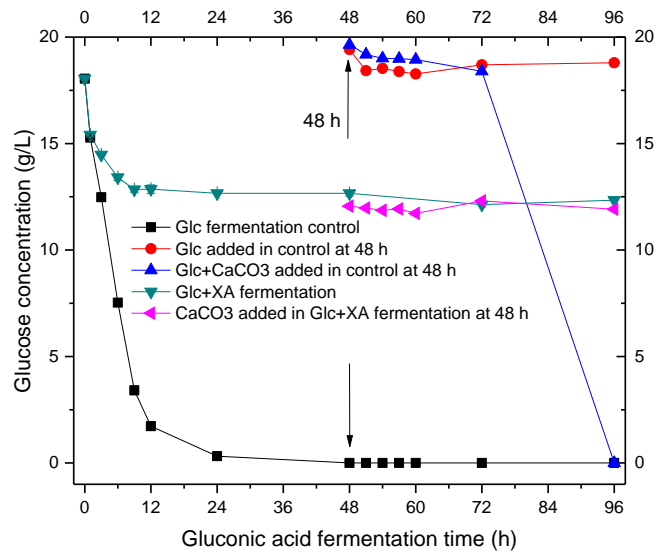 0 12 24 36 48 60 72 84 96
20 20
15 15
10 10
5 5
0 0
48 h
Glc fermentation control
Glc added in control at 48 h
Glc+CaCO3 added in control at 48 h
Glc+XA fermentation
CaCO3 added in Glc+XA fermentation at 48 h
Glucose concentration (g/L)
0 12 24 36 48 60 72 84 96
Gluconic acid fermentation time (h)